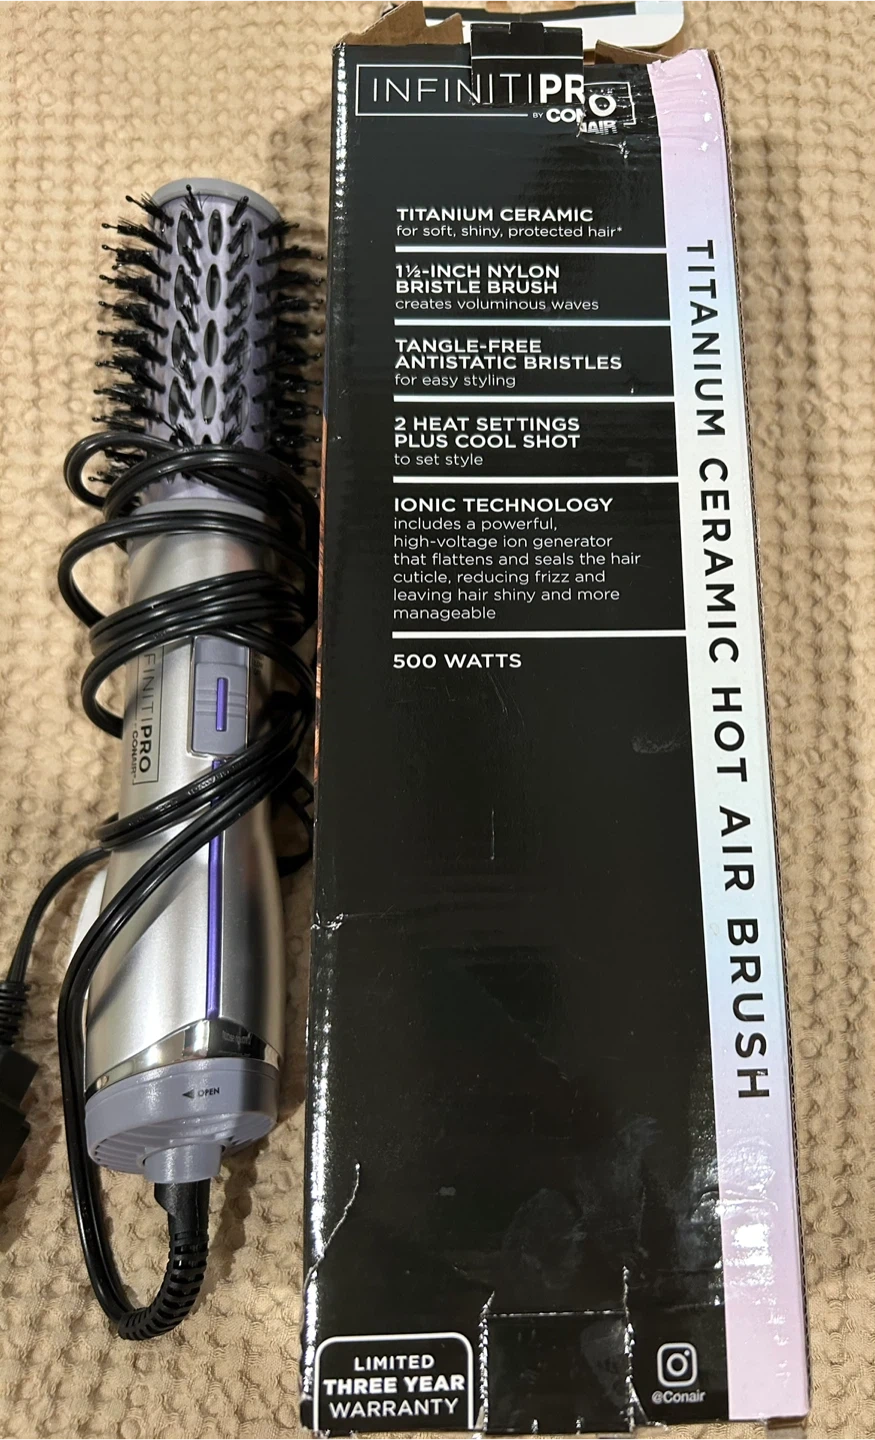 INFINITIPRO
BY CONAIR
TITANIUM CERAMIC
for soft, shiny, protected hair*
1½-INCH NYLON
BRISTLE BRUSH
creates voluminous waves
TANGLE-FREE
ANTISTATIC BRISTLES
for easy styling
2 HEAT SETTINGS
PLUS COOL SHOT
to set style
IONIC TECHNOLOGY
includes a powerful,
high-voltage ion generator
that flattens and seals the hair
cuticle, reducing frizz and
leaving hair shiny and more
manageable
500 WATTS
TITANIUM CERAMIC HOT AIR BRUSH
LIMITED
THREE YEAR
WARRANTY
@Conair
FINITIPRO
CONAIR
OPEN